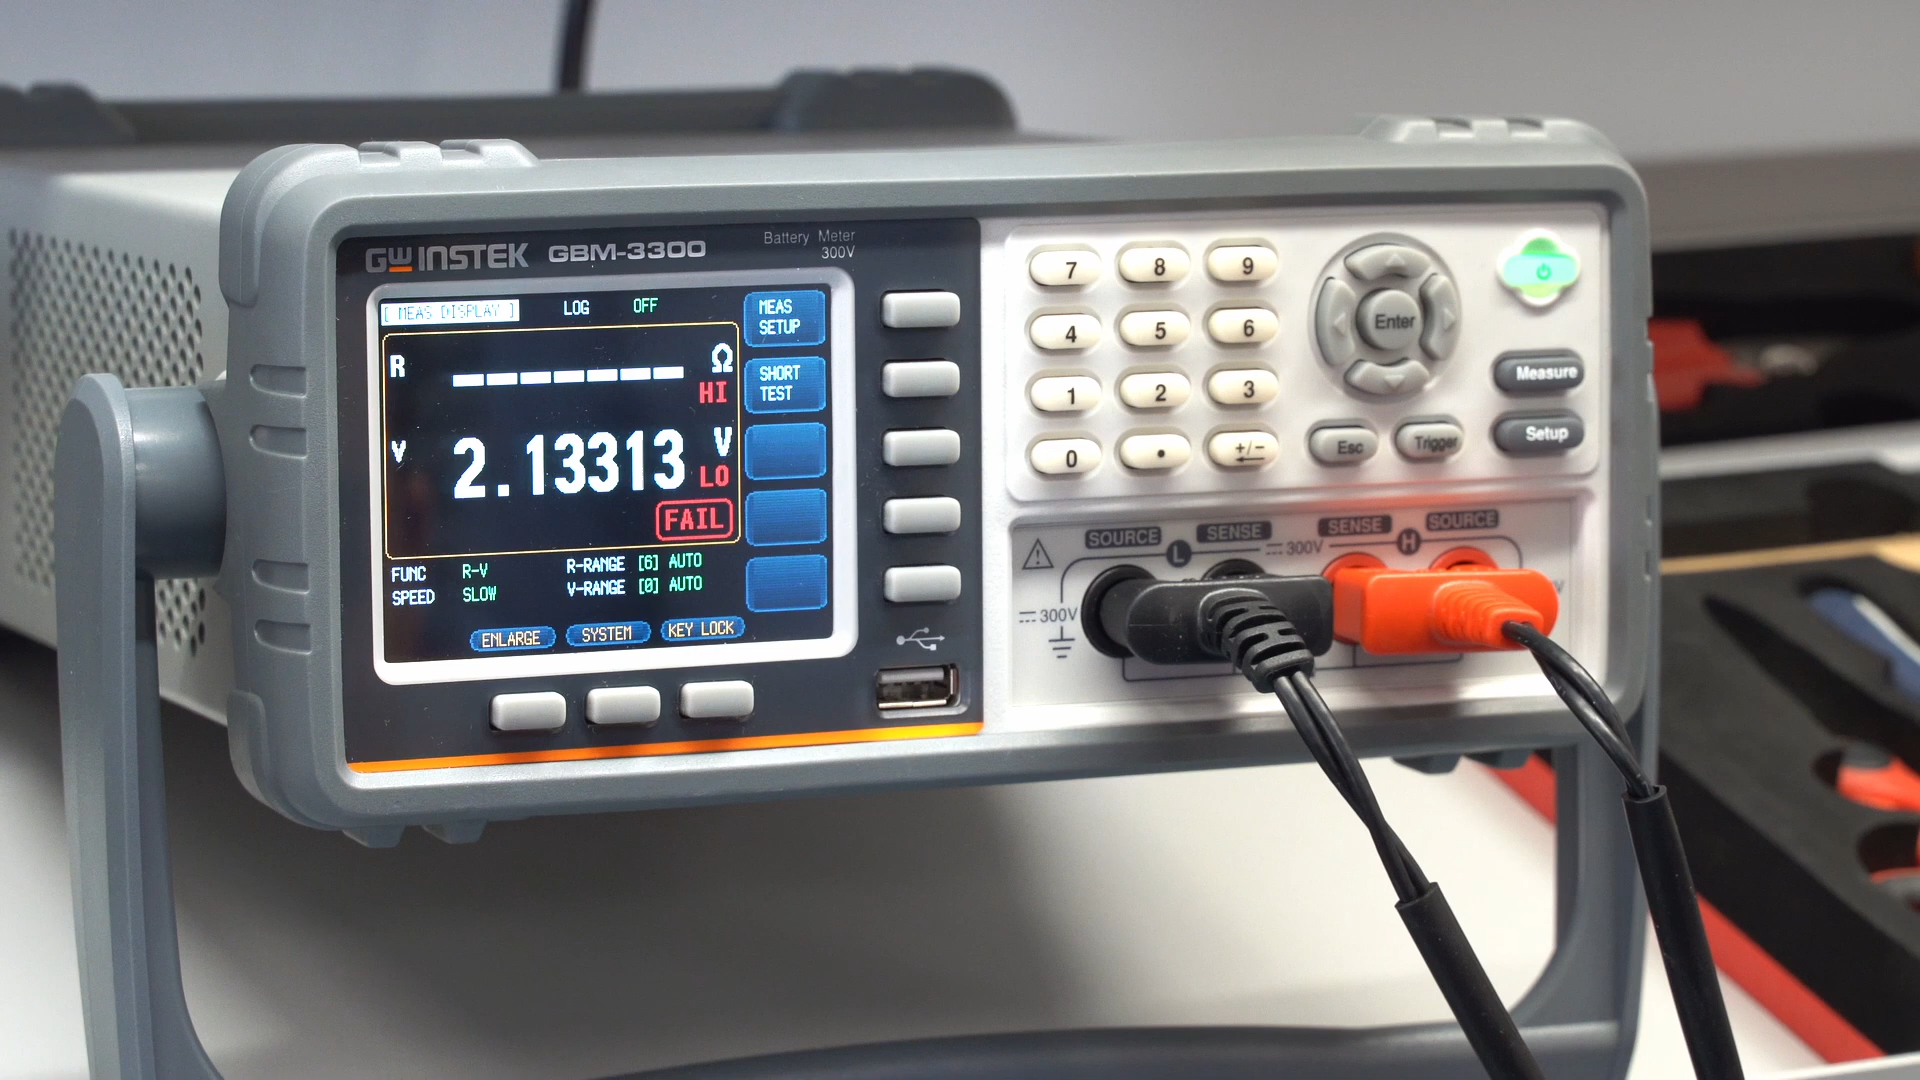 GW INSTEK GBM-3300
Battery Meter
300V
[ MEAS DISPLAY ] LOG OFF
MEAS
SETUP
R ------- Ω
HI
SHORT
TEST
V 2.13313 V
LO
FAIL
FUNC R-V R-RANGE [6] AUTO
SPEED SLOW V-RANGE [0] AUTO
ENLARGE SYSTEM KEY LOCK
7 8 9
4 5 6
1 2 3
0 . +/-
Enter
Esc Trigger
Measure
Setup
SOURCE L SENSE 300V SENSE H SOURCE
300V